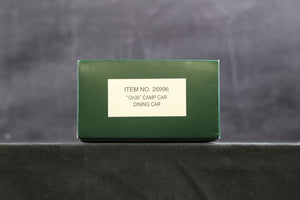 ITEM NO. 26996
"On30" CAMP CAR
DINING CAR